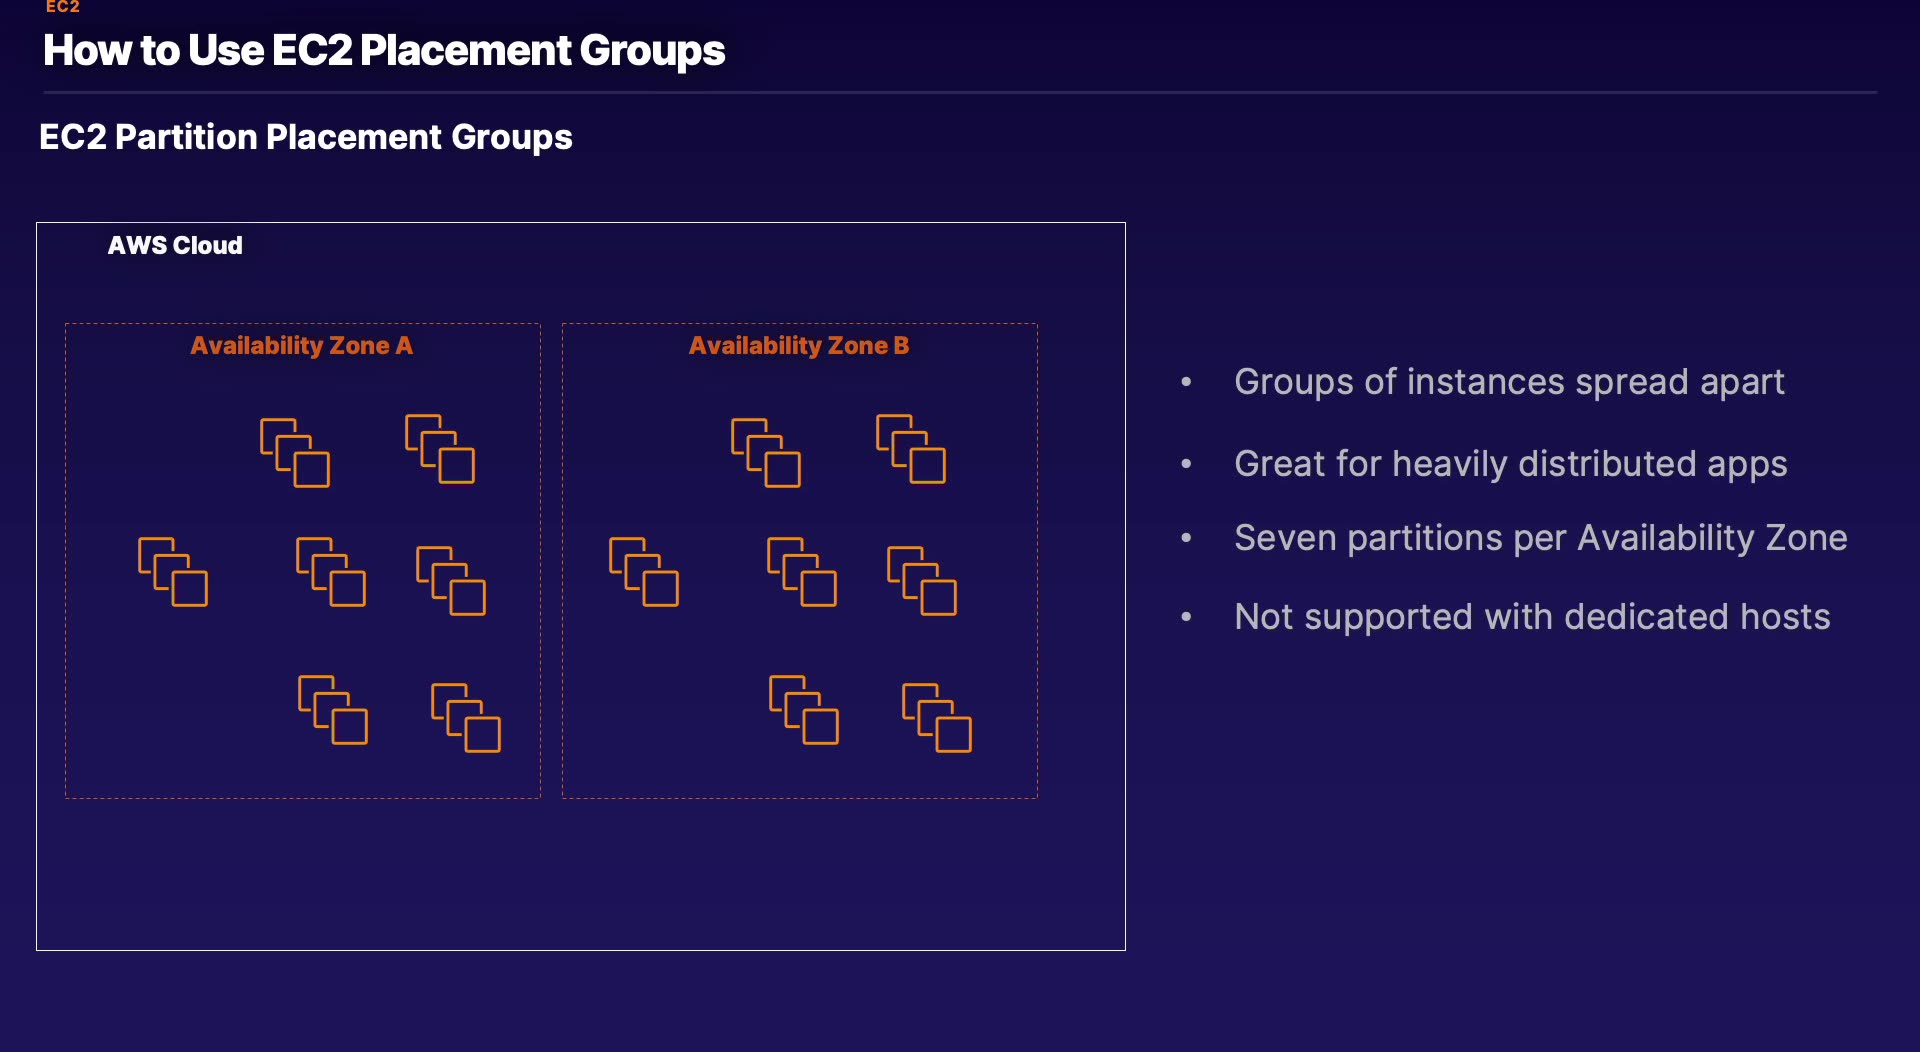 EC2
How to Use EC2 Placement Groups
EC2 Partition Placement Groups
AWS Cloud
Availability Zone A
Availability Zone B
• Groups of instances spread apart
• Great for heavily distributed apps
• Seven partitions per Availability Zone
• Not supported with dedicated hosts